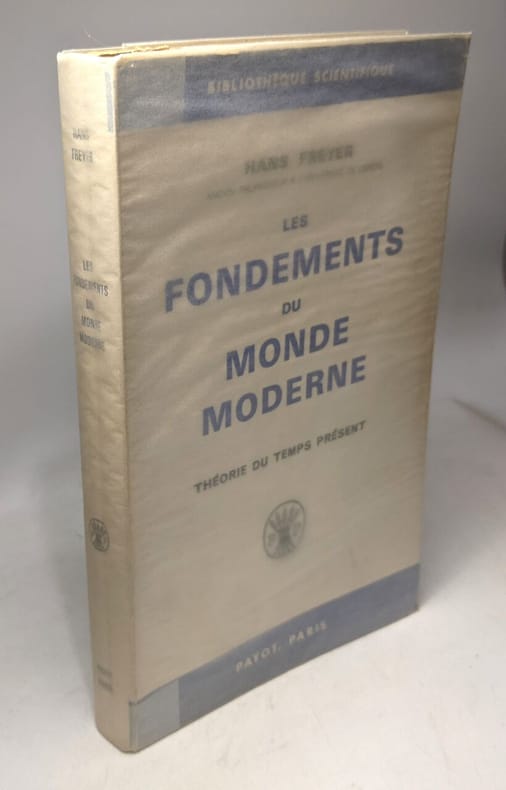 BIBLIOTHÈQUE SCIENTIFIQUE
HANS FREYER
LES
FONDEMENTS
DU
MONDE
MODERNE
THÉORIE DU TEMPS PRÉSENT
PAYOT, PARIS
HANS
FREYER
LES
FONDEMENTS
DU
MONDE
MODERNE